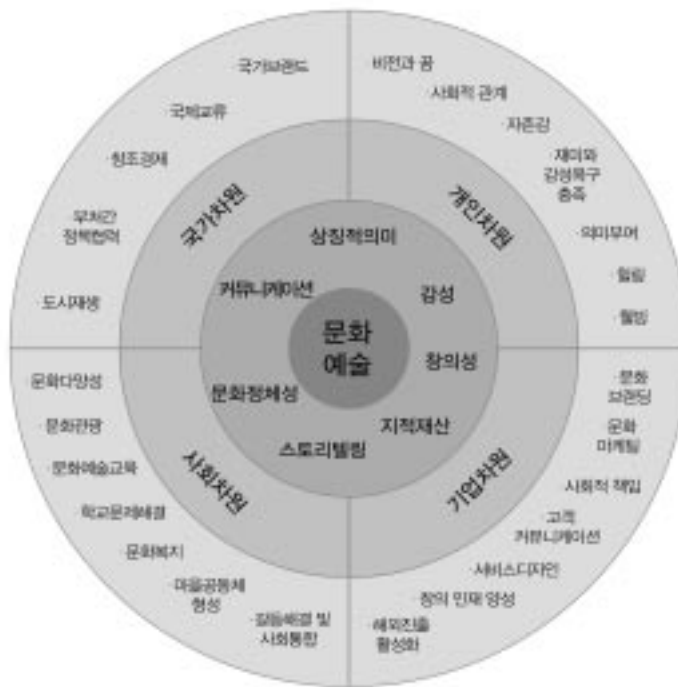 ·국가브랜드
·국제교류
·창조경제
·부처간
정책협력
·도시재생
·비전과 꿈
·사회적 관계
·자존감
·재미와
감성욕구
충족
·의미부여
·힐링
·웰빙
국가차원
개인차원
상징적의미
커뮤니케이션
감성
문화
예술
창의성
문화정체성
지적재산
스토리텔링
사회차원
기업차원
·문화다양성
·문화관광
·문화예술교육
·학교문제해결
·문화복지
·마을공동체
형성
·갈등해결 및
사회통합
·문화
브랜딩
·문화
마케팅
·사회적 책임
·고객
커뮤니케이션
·서비스디자인
·창의 인재 양성
·해외진출
활성화